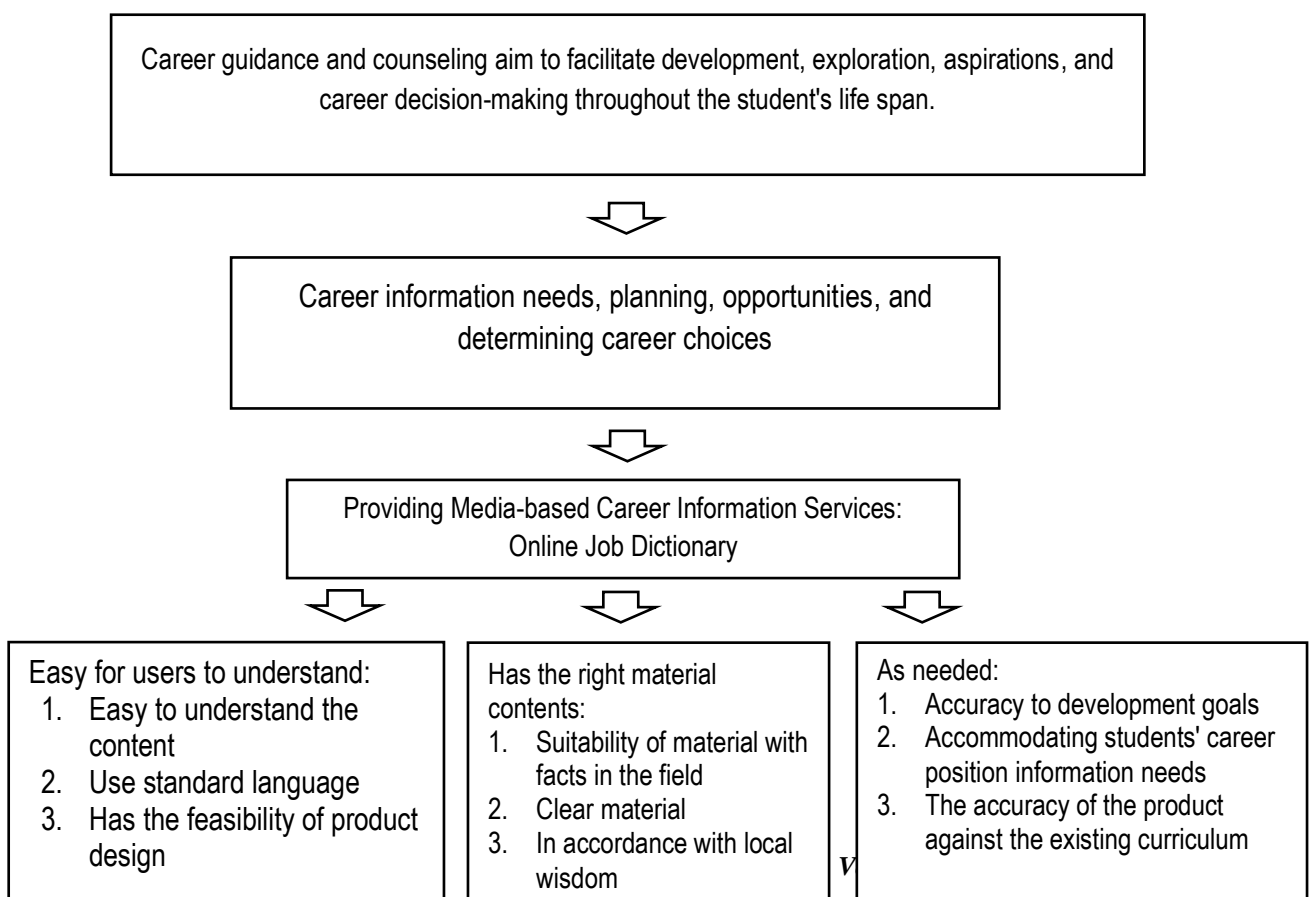 Career guidance and counseling aim to facilitate development, exploration, aspirations, and
career decision-making throughout the student's life span.
Career information needs, planning, opportunities, and
determining career choices
Providing Media-based Career Information Services:
Online Job Dictionary
Easy for users to understand:
1. Easy to understand the
content
2. Use standard language
3. Has the feasibility of product
design
Has the right material
contents:
1. Suitability of material with
facts in the field
2. Clear material
3. In accordance with local
wisdom
As needed:
1. Accuracy to development goals
2. Accommodating students' career
position information needs
3. The accuracy of the product
against the existing curriculum